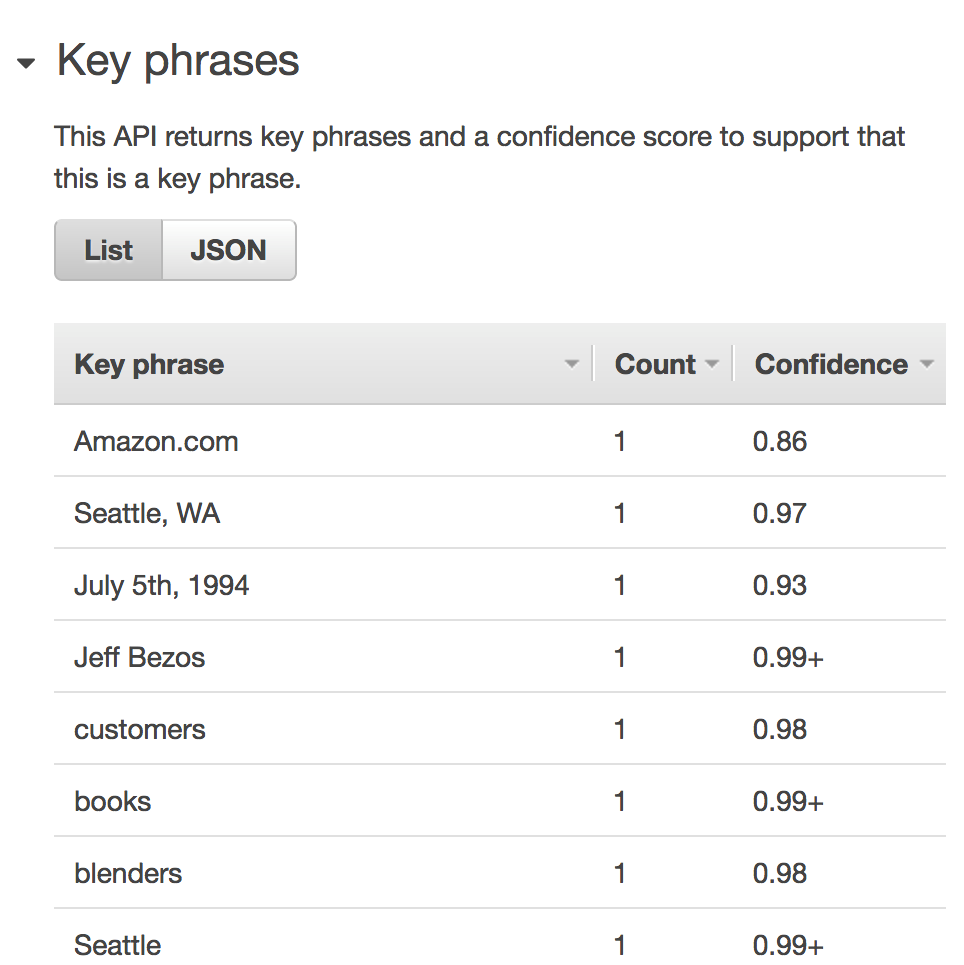 Key phrases
This API returns key phrases and a confidence score to support that
this is a key phrase.
List JSON
Key phrase Count Confidence
Amazon.com 1 0.86
Seattle, WA 1 0.97
July 5th, 1994 1 0.93
Jeff Bezos 1 0.99+
customers 1 0.98
books 1 0.99+
blenders 1 0.98
Seattle 1 0.99+